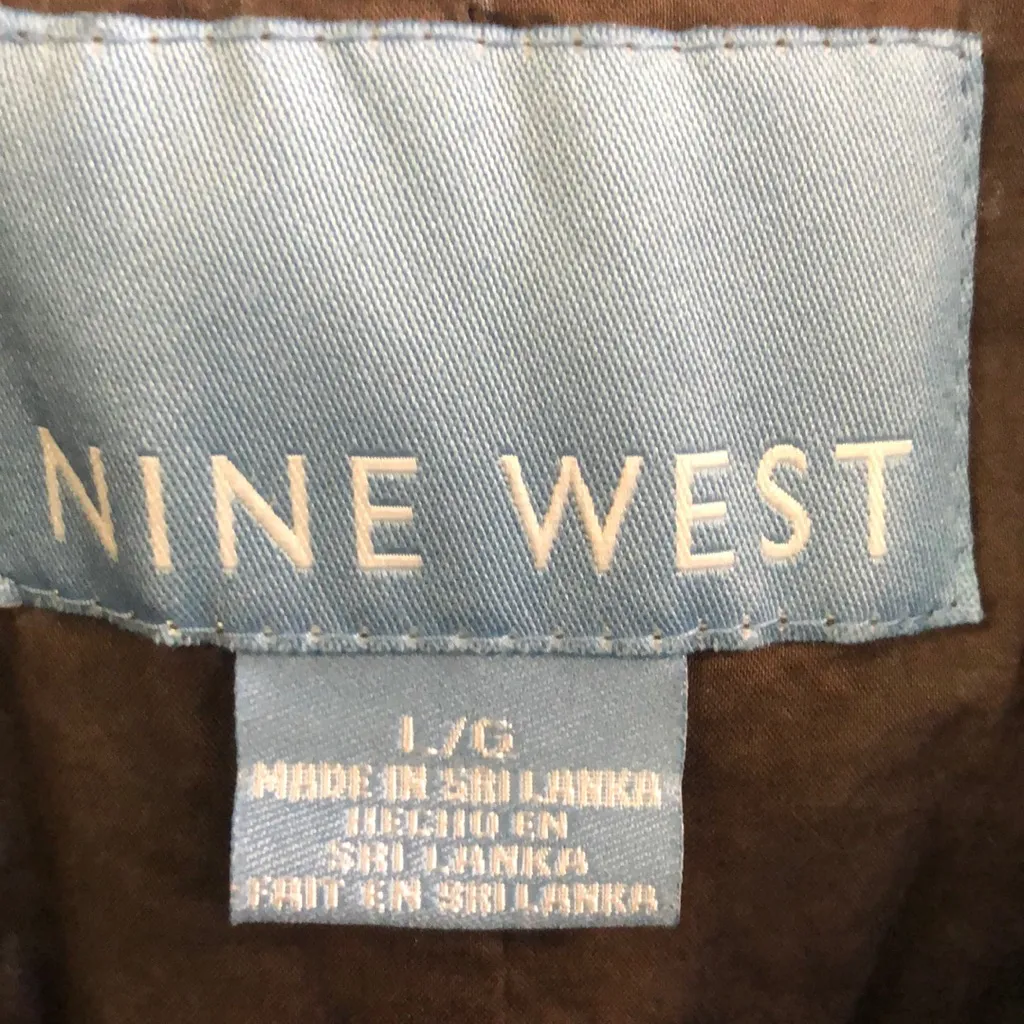 NINE WEST
L/G
MADE IN SRI LANKA
HECHO EN
SRI LANKA
FAIT EN SRI LANKA